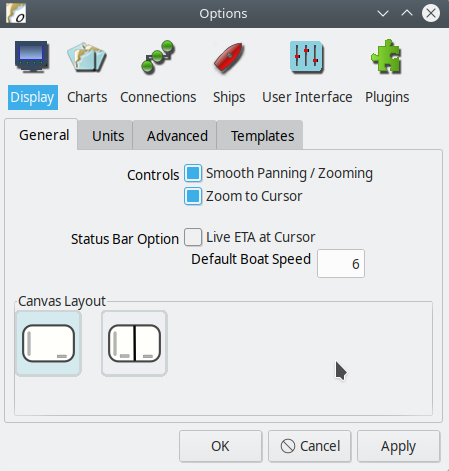 Options
Display Charts Connections Ships User Interface Plugins
General Units Advanced Templates
Controls Smooth Panning / Zooming
Zoom to Cursor
Status Bar Option Live ETA at Cursor
Default Boat Speed 6
Canvas Layout
OK Cancel Apply